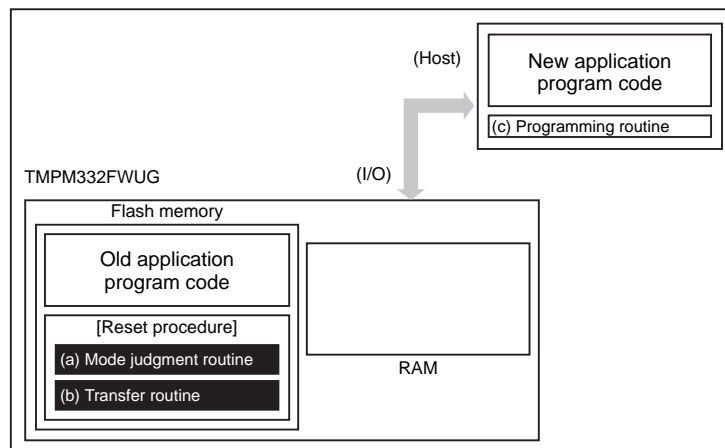 (Host)
New application
program code
(c) Programming routine
(I/O)
TMPM332FWUG
Flash memory
Old application
program code
[Reset procedure]
(a) Mode judgment routine
(b) Transfer routine
RAM